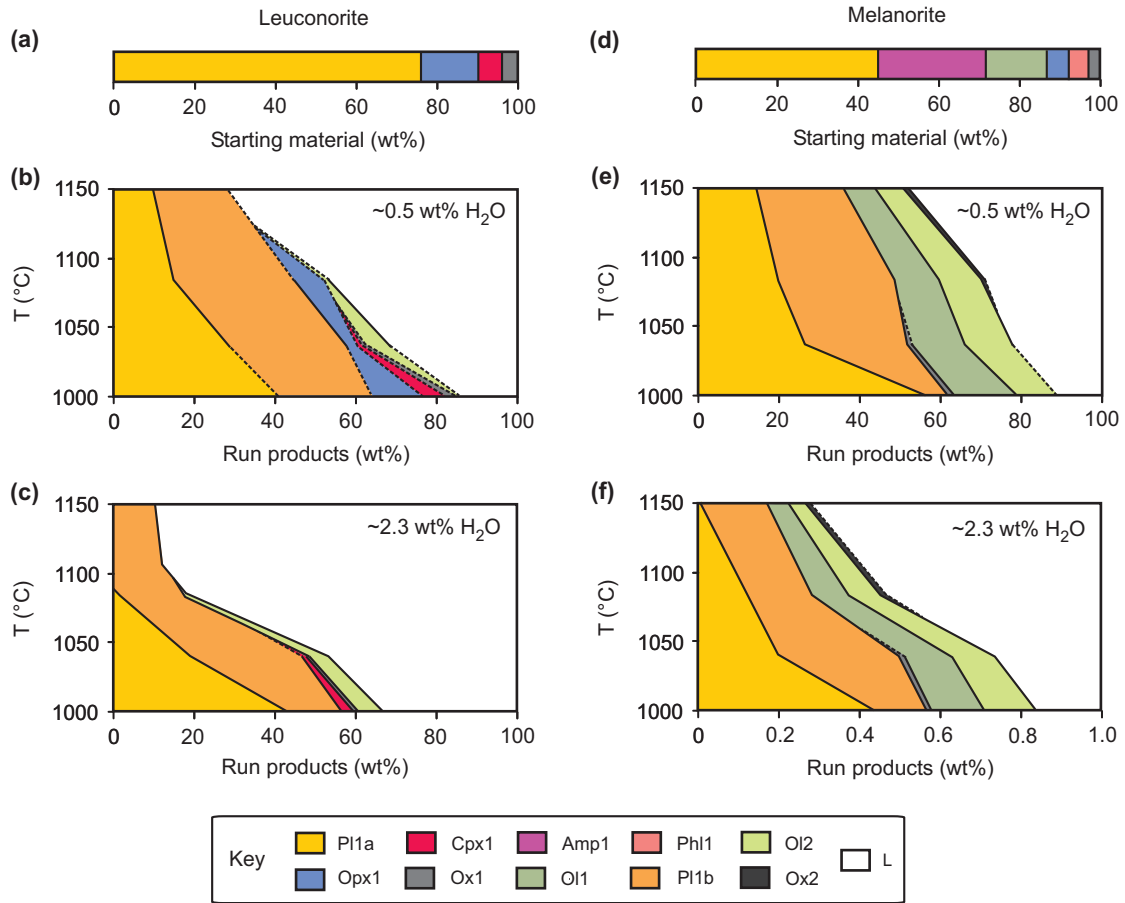 Leuconorite
Melanorite
(a)
0 20 40 60 80 100
Starting material (wt%)
(d)
0 20 40 60 80 100
Starting material (wt%)
(b)
1150
1100
1050
1000
T (°C)
~0.5 wt% H2O
0 20 40 60 80 100
Run products (wt%)
(e)
1150
1100
1050
1000
T (°C)
~0.5 wt% H2O
0 20 40 60 80 100
Run products (wt%)
(c)
1150
1100
1050
1000
T (°C)
~2.3 wt% H2O
0 20 40 60 80 100
Run products (wt%)
(f)
1150
1100
1050
1000
T (°C)
~2.3 wt% H2O
0 0.2 0.4 0.6 0.8 1.0
Run products (wt%)
Key
Pl1a Cpx1 Amp1 Phl1 Ol2 L
Opx1 Ox1 Ol1 Pl1b Ox2